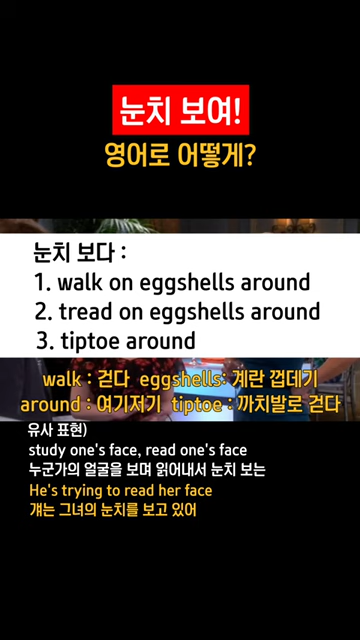 눈치 보여!
영어로 어떻게?
눈치 보다 :
1. walk on eggshells around
2. tread on eggshells around
3. tiptoe around
walk : 걷다 eggshells: 계란 껍데기
around : 여기저기 tiptoe : 까치발로 걷다
유사 표현)
study one's face, read one's face
누군가의 얼굴을 보며 읽어내서 눈치 보는
He's trying to read her face
걔는 그녀의 눈치를 보고 있어